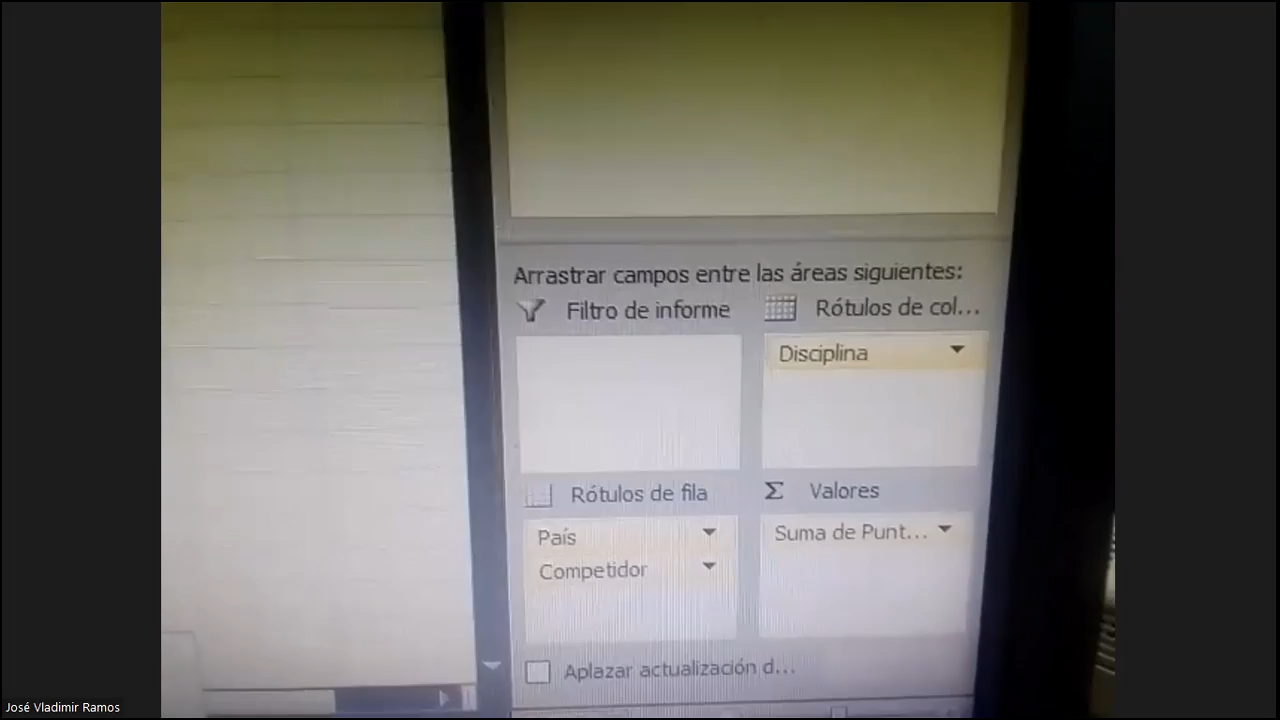 Arrastrar campos entre las áreas siguientes:
Filtro de informe
Rótulos de col...
Disciplina
Rótulos de fila
Σ Valores
País
Competidor
Suma de Punt...
Aplazar actualización d...
José Vladimir Ramos